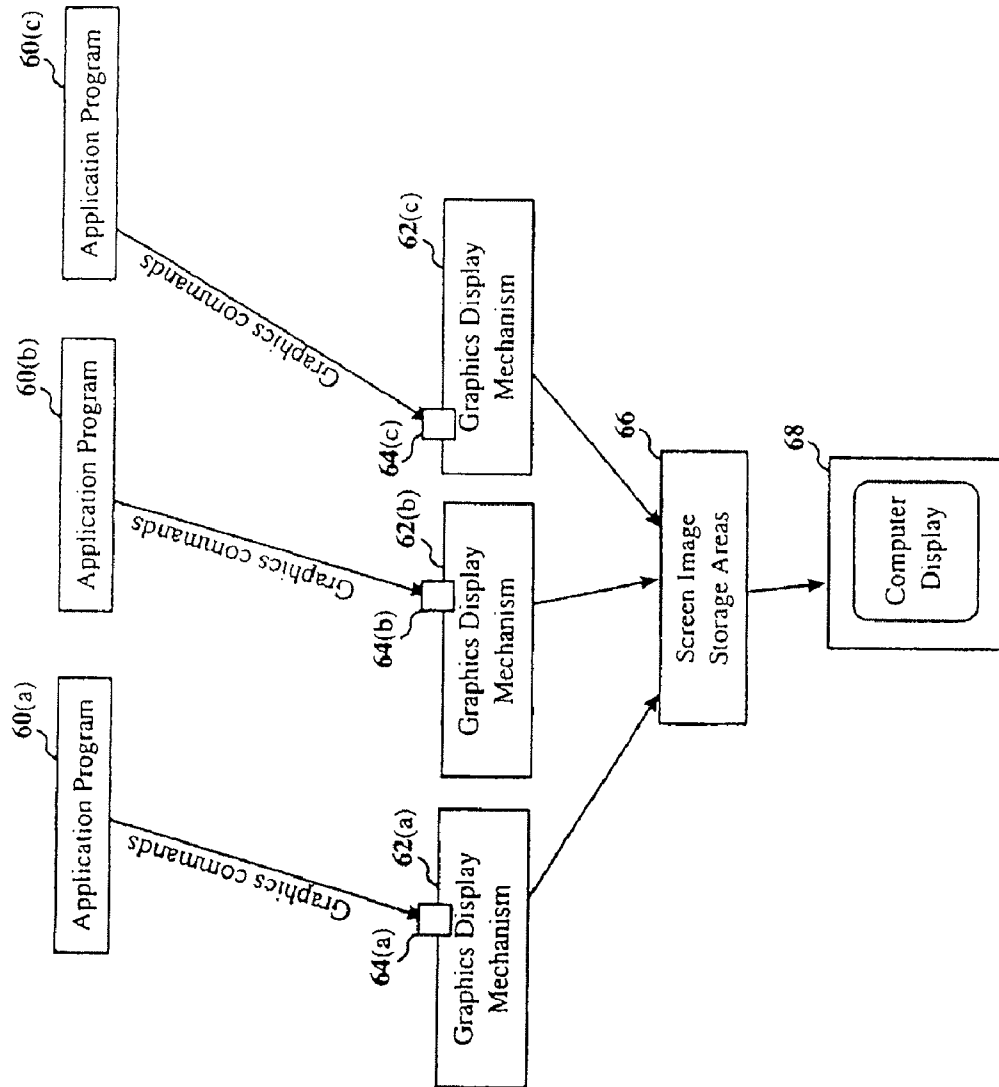 60(a)
Application Program
60(b)
Application Program
60(c)
Application Program
Graphics commands
Graphics commands
Graphics commands
64(a)
62(a)
Graphics Display
Mechanism
64(b)
62(b)
Graphics Display
Mechanism
64(c)
62(c)
Graphics Display
Mechanism
66
Screen Image
Storage Areas
68
Computer
Display